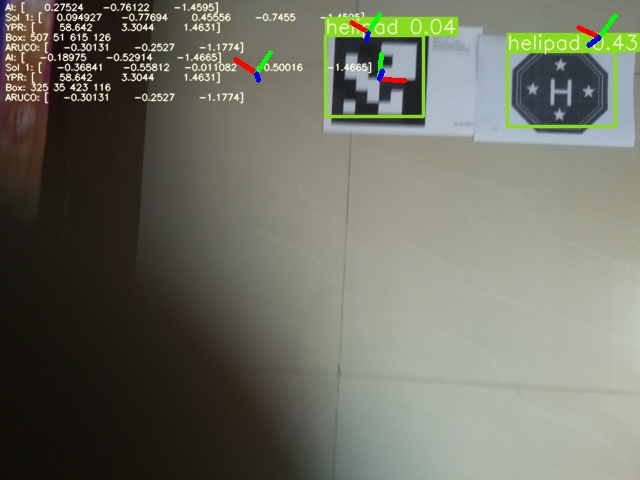 AI: [ 0.27524 -0.76122 -1.4595]
Sol 1: [ 0.094927 -0.77694 0.45556 -0.7455 -1.4595]
YPR: [ 58.642 3.3044 1.4631]
Box: 507 51 615 126
ARUCO: [ -0.30131 -0.2527 -1.1774]
AI: [ -0.18975 -0.52914 -1.4665]
Sol 1: [ -0.36841 -0.55812 -0.011082 0.50016 -1.4665]
YPR: [ 58.642 3.3044 1.4631]
Box: 325 35 423 116
ARUCO: [ -0.30131 -0.2527 -1.1774]
helipad 0.04
helipad 0.43
H